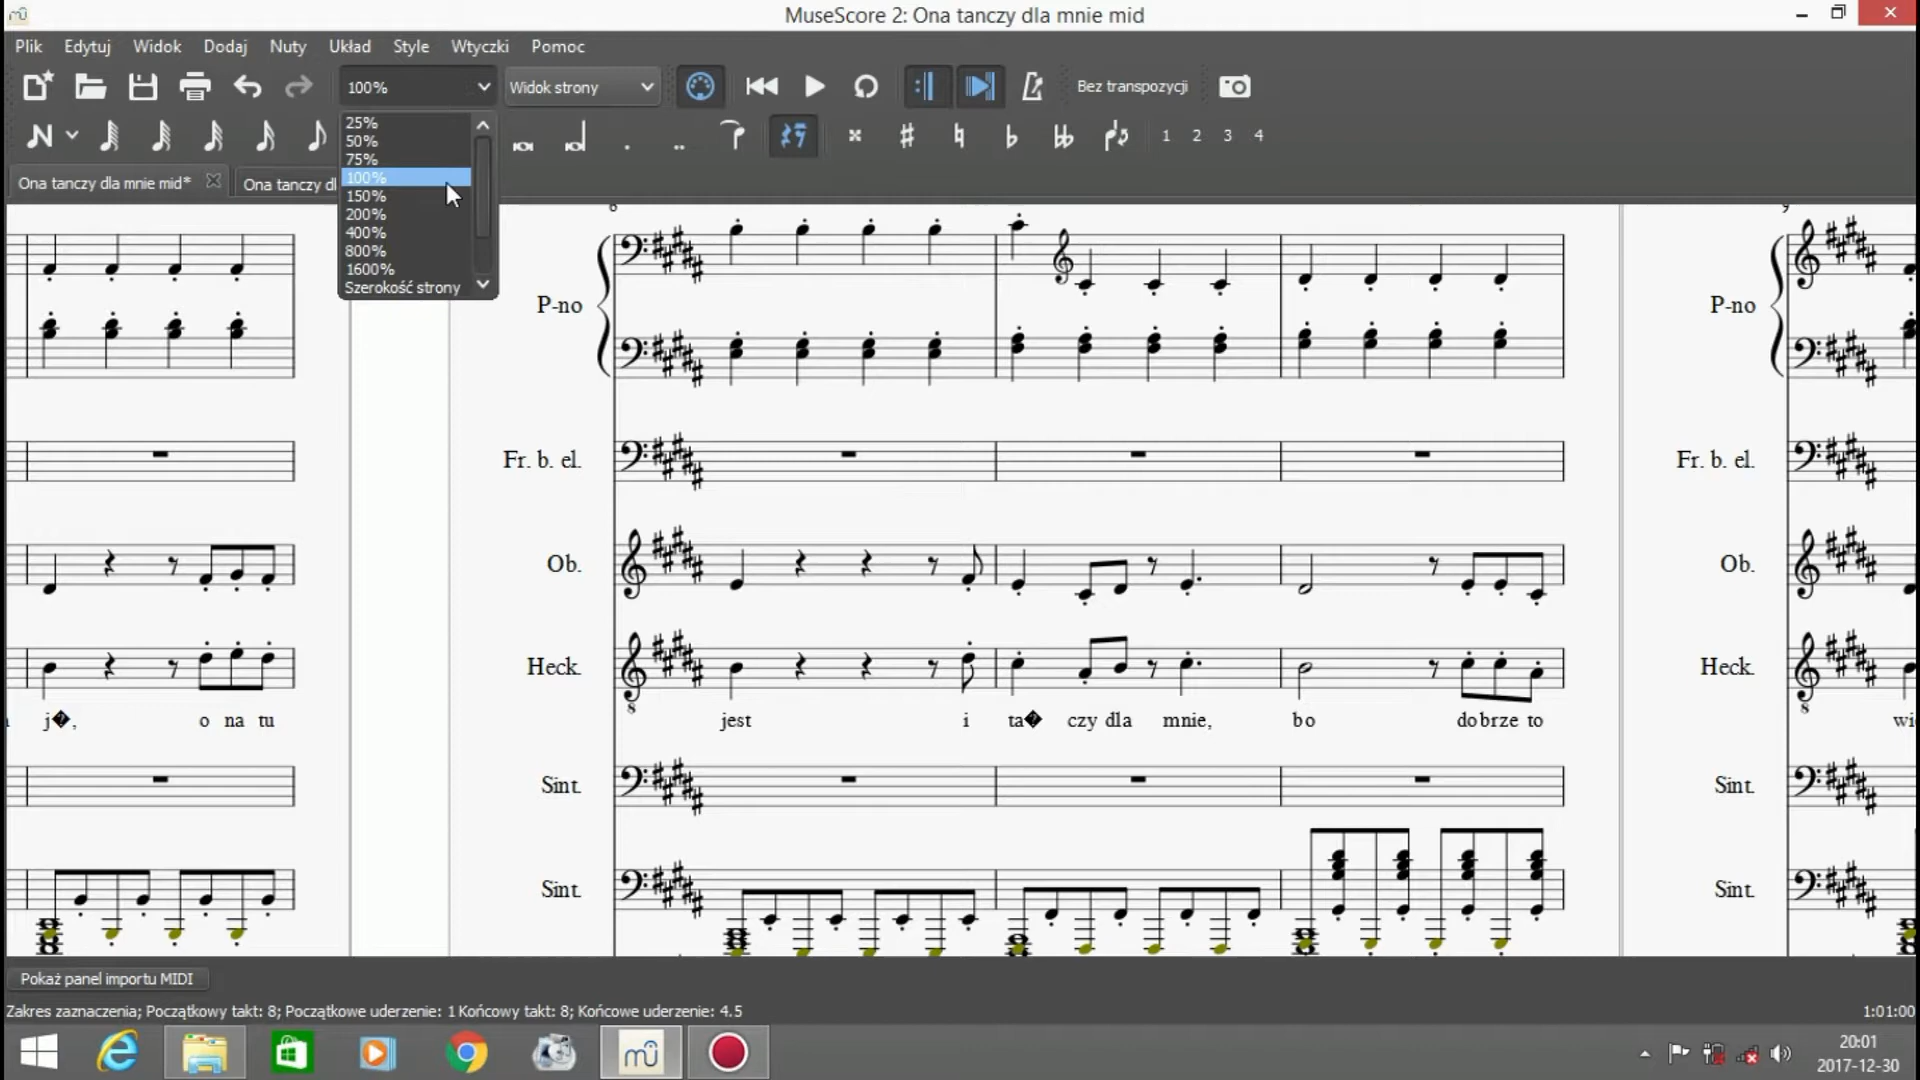 MuseScore 2: Ona tanczy dla mnie mid
Plik Edytuj Widok Dodaj Nuty Układ Style Wtyczki Pomoc
100% Widok strony Bez transpozycji
1 2 3 4
25%
50%
75%
100%
150%
200%
400%
800%
1600%
Szerokość strony
Ona tanczy dla mnie mid* Ona tanczy dl
P-no P-no
Fr. b. el. Fr. b. el.
Ob. Ob.
Heck. Heck.
j�, o na tu jest i ta� czy dla mnie, bo dobrze to
Sint. Sint.
Sint. Sint.
Pokaż panel importu MIDI
Zakres zaznaczenia; Początkowy takt: 8; Początkowe uderzenie: 1 Końcowy takt: 8; Końcowe uderzenie: 4.5 1:01:00
20:01
2017-12-30